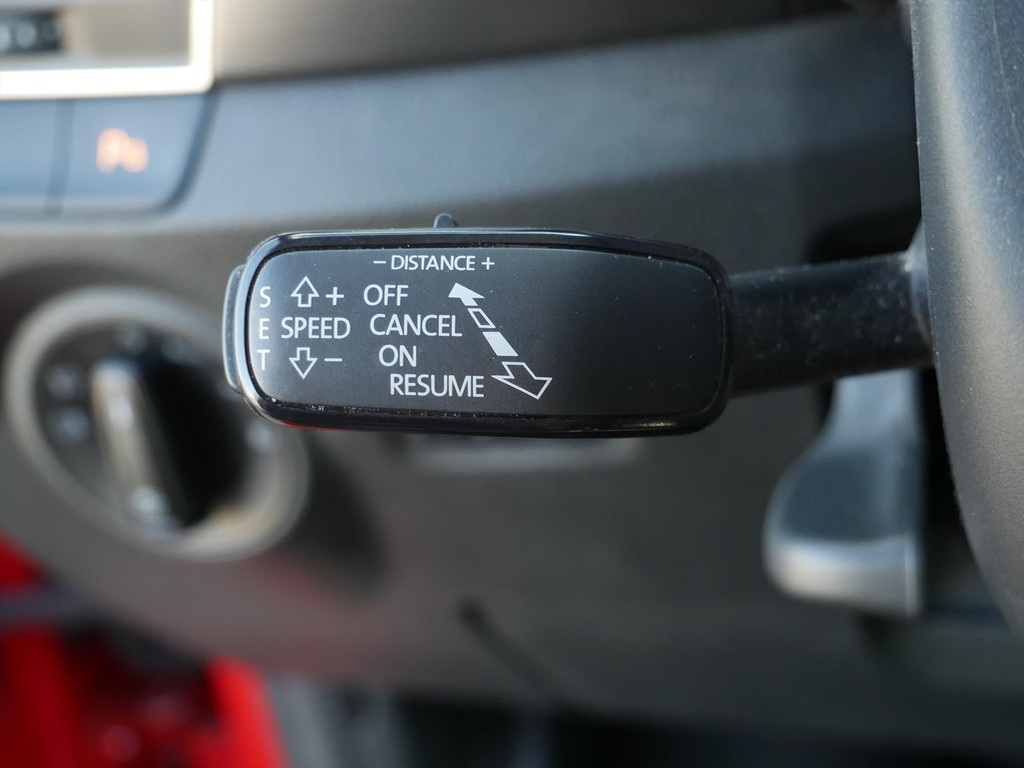 − DISTANCE +
S + OFF
E SPEED CANCEL
T − ON
RESUME
P